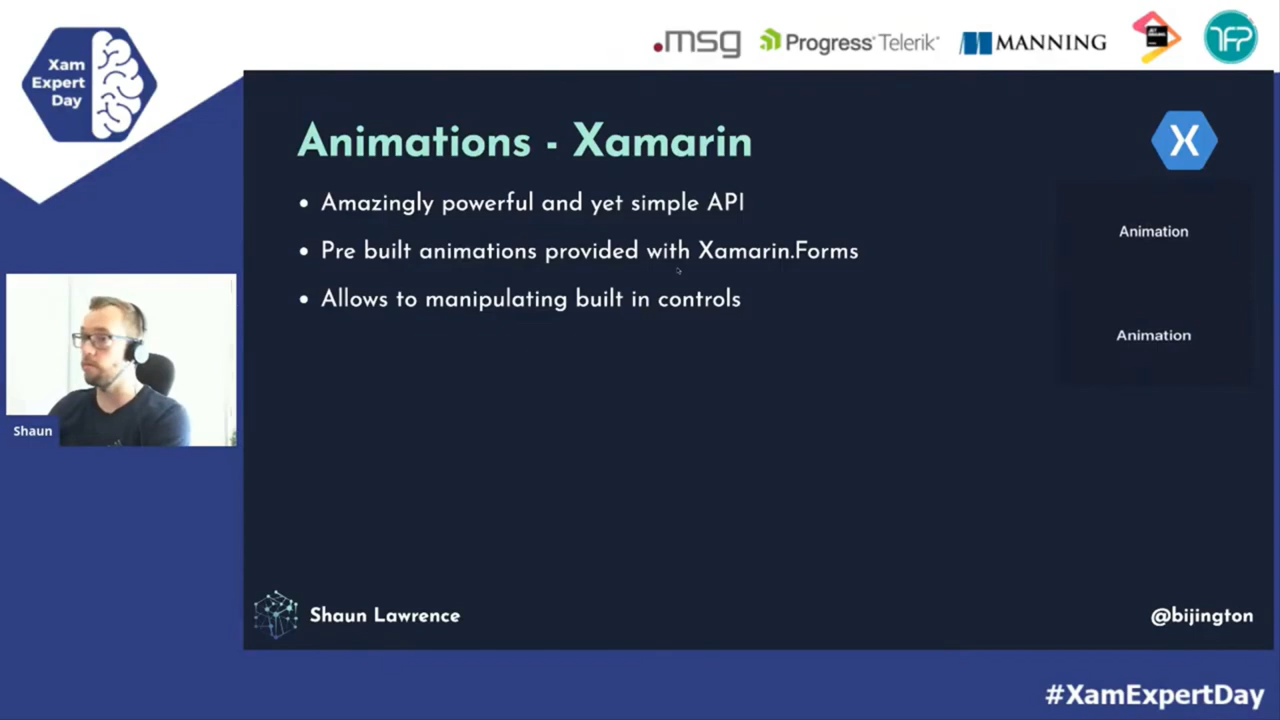 Xam
Expert
Day
.msg
Progress Telerik
MANNING
TFP
Animations - Xamarin
X
• Amazingly powerful and yet simple API
• Pre built animations provided with Xamarin.Forms
• Allows to manipulating built in controls
Animation
Animation
Shaun
Shaun Lawrence
@bijington
#XamExpertDay